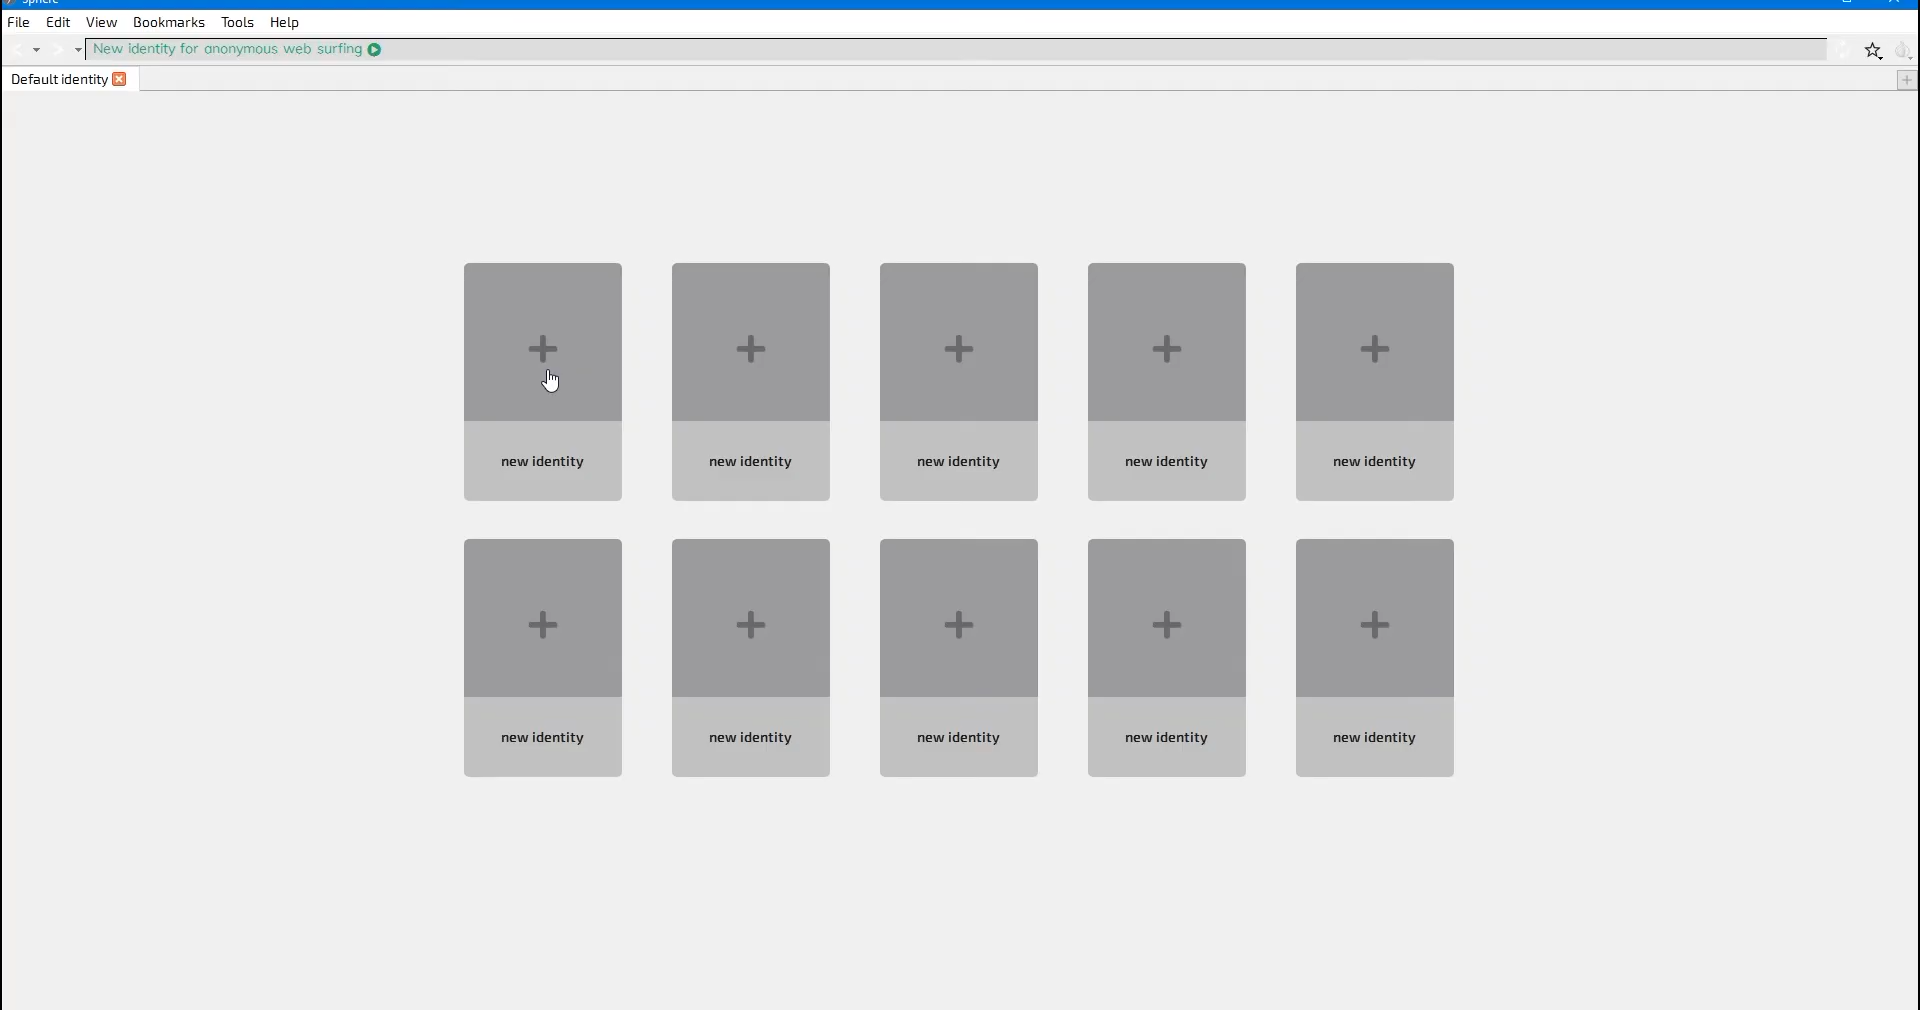 Sphere
File Edit View Bookmarks Tools Help
New identity for anonymous web surfing
Default identity
new identity new identity new identity new identity new identity
new identity new identity new identity new identity new identity